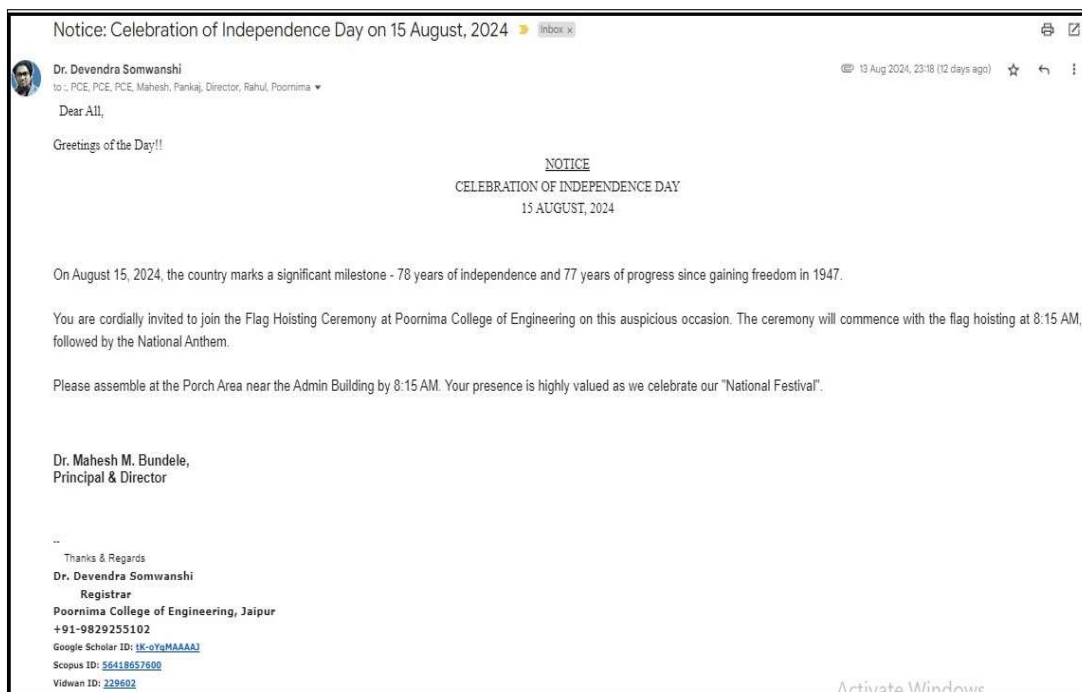 Notice: Celebration of Independence Day on 15 August, 2024 Inbox x
Dr. Devendra Somwanshi
13 Aug 2024, 23:18 (12 days ago)
to :, PCE, PCE, PCE, Mahesh, Pankaj, Director, Rahul, Poornima
Dear All,
Greetings of the Day!!
NOTICE
CELEBRATION OF INDEPENDENCE DAY
15 AUGUST, 2024
On August 15, 2024, the country marks a significant milestone - 78 years of independence and 77 years of progress since gaining freedom in 1947.
You are cordially invited to join the Flag Hoisting Ceremony at Poornima College of Engineering on this auspicious occasion. The ceremony will commence with the flag hoisting at 8:15 AM,
followed by the National Anthem.
Please assemble at the Porch Area near the Admin Building by 8:15 AM. Your presence is highly valued as we celebrate our "National Festival".
Dr. Mahesh M. Bundele,
Principal & Director
--
Thanks & Regards
Dr. Devendra Somwanshi
Registrar
Poornima College of Engineering, Jaipur
+91-9829255102
Google Scholar ID: tK-oYqMAAAAJ
Scopus ID: 56418657600
Vidwan ID: 229602
Activate Windows